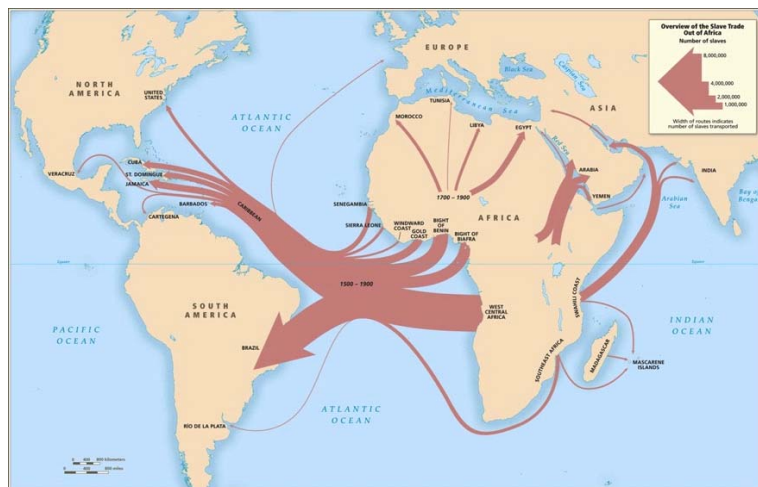 Overview of the Slave Trade
Out of Africa
Number of slaves
8,000,000
4,000,000
2,000,000
1,000,000
Width of routes indicates
number of slaves transported
EUROPE
NORTH
AMERICA
UNITED
STATES
ATLANTIC
OCEAN
Black Sea
Caspian Sea
Mediterranean Sea
ASIA
TUNISIA
MOROCCO
LIBYA
EGYPT
Red Sea
ARABIA
INDIA
CUBA
VERACRUZ
ST. DOMINGUE
JAMAICA
BARBADOS
CARTEGENA
CARIBBEAN
1700 – 1900
YEMEN
Arabian
Sea
Bay of
Bengal
SENEGAMBIA
SIERRA LEONE
WINDWARD
COAST
GOLD
COAST
BIGHT
OF
BENIN
BIGHT OF
BIAFRA
AFRICA
Equator
Equator
1500 – 1900
SOUTH
AMERICA
WEST
CENTRAL
AFRICA
SWAHILI COAST
INDIAN
OCEAN
PACIFIC
OCEAN
BRAZIL
SOUTHEAST AFRICA
MADAGASCAR
MASCARENE
ISLANDS
ATLANTIC
OCEAN
RÍO DE LA PLATA